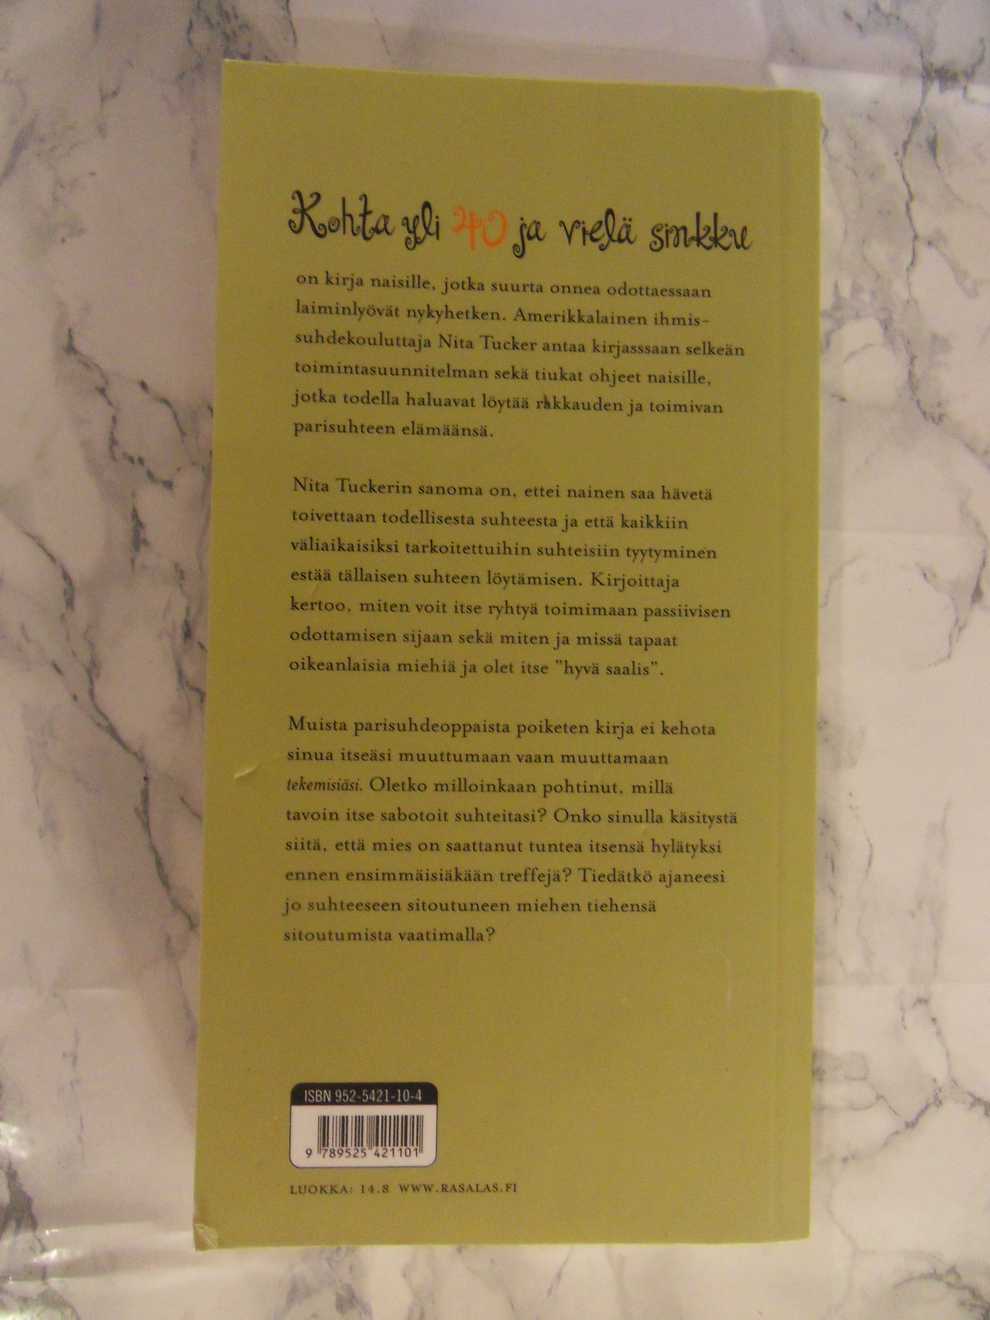 Kohta yli 40 ja vielä sinkku
on kirja naisille, jotka suurta onnea odottaessaan
laiminlyövät nykyhetken. Amerikkalainen ihmis-
suhdekouluttaja Nita Tucker antaa kirjasssaan selkeän
toimintasuunnitelman sekä tiukat ohjeet naisille,
jotka todella haluavat löytää rakkauden ja toimivan
parisuhteen elämäänsä.
Nita Tuckerin sanoma on, ettei nainen saa hävetä
toivettaan todellisesta suhteesta ja että kaikkiin
väliaikaisiksi tarkoitettuihin suhteisiin tyytyminen
estää tällaisen suhteen löytämisen. Kirjoittaja
kertoo, miten voit itse ryhtyä toimimaan passiivisen
odottamisen sijaan sekä miten ja missä tapaat
oikeanlaisia miehiä ja olet itse "hyvä saalis".
Muista parisuhdeoppaista poiketen kirja ei kehota
sinua itseäsi muuttumaan vaan muuttamaan
tekemisiäsi. Oletko milloinkaan pohtinut, millä
tavoin itse sabotoit suhteitasi? Onko sinulla käsitystä
siitä, että mies on saattanut tuntea itsensä hylätyksi
ennen ensimmäisiäkään treffejä? Tiedätkö ajaneesi
jo suhteeseen sitoutuneen miehen tiehensä
sitoutumista vaatimalla?
ISBN 952-5421-10-4
9 789525 421101
LUOKKA: 14.8 WWW.RASALAS.FI